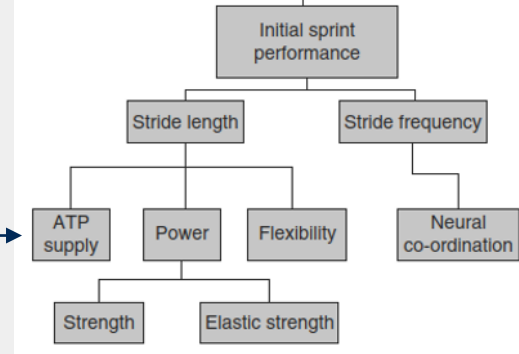 Initial sprint
performance
Stride length
Stride frequency
ATP
supply
Power
Flexibility
Neural
co-ordination
Strength
Elastic strength